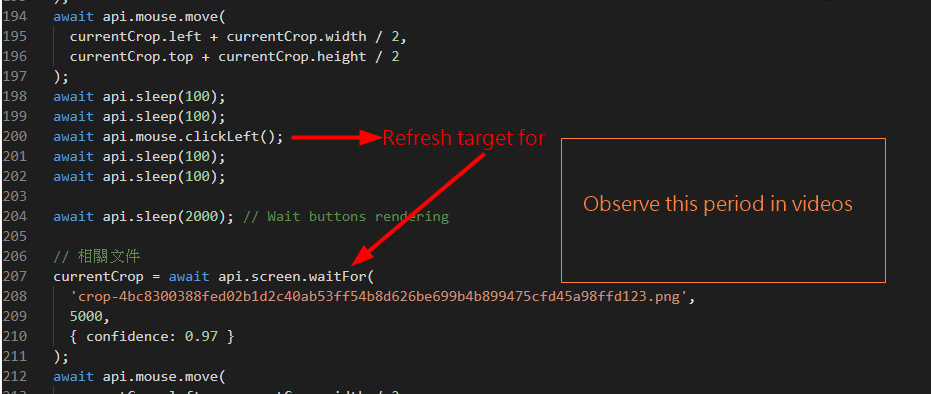 194 await api.mouse.move(
195 currentCrop.left + currentCrop.width / 2,
196 currentCrop.top + currentCrop.height / 2
197 );
198 await api.sleep(100);
199 await api.sleep(100);
200 await api.mouse.clickLeft();
Refresh target for
201 await api.sleep(100);
202 await api.sleep(100);
203
204 await api.sleep(2000); // Wait buttons rendering
Observe this period in videos
205
206 // 相關文件
207 currentCrop = await api.screen.waitFor(
208 'crop-4bc8300388fed02b1d2c40ab53ff54b8d626be699b4b899475cfd45a98ffd123.png',
209 5000,
210 { confidence: 0.97 }
211 );
212 await api.mouse.move(